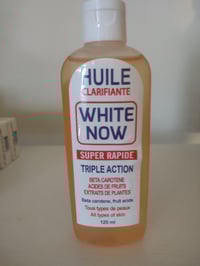 HUILE
CLARIFIANTE
WHITE
NOW
SUPER RAPIDE
TRIPLE ACTION
BETA CAROTENE
ACIDES DE FRUITS
EXTRAITS DE PLANTES
Beta carotene, fruit acids
Tous types de peaux
All types of skin
125 ml